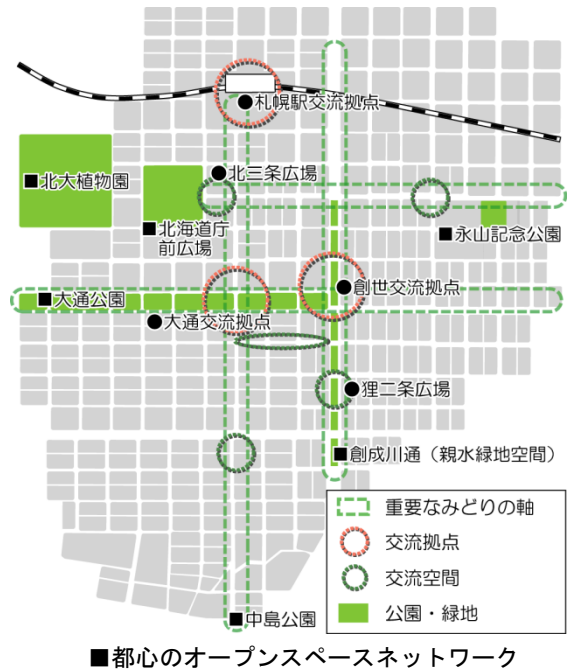 ●札幌駅交流拠点
●北三条広場
■北大植物園
■北海道庁
前広場
■永山記念公園
●創世交流拠点
■大通公園
●大通交流拠点
●狸二条広場
■創成川通（親水緑地空間）
重要なみどりの軸
交流拠点
交流空間
公園・緑地
■中島公園
■都心のオープンスペースネットワーク